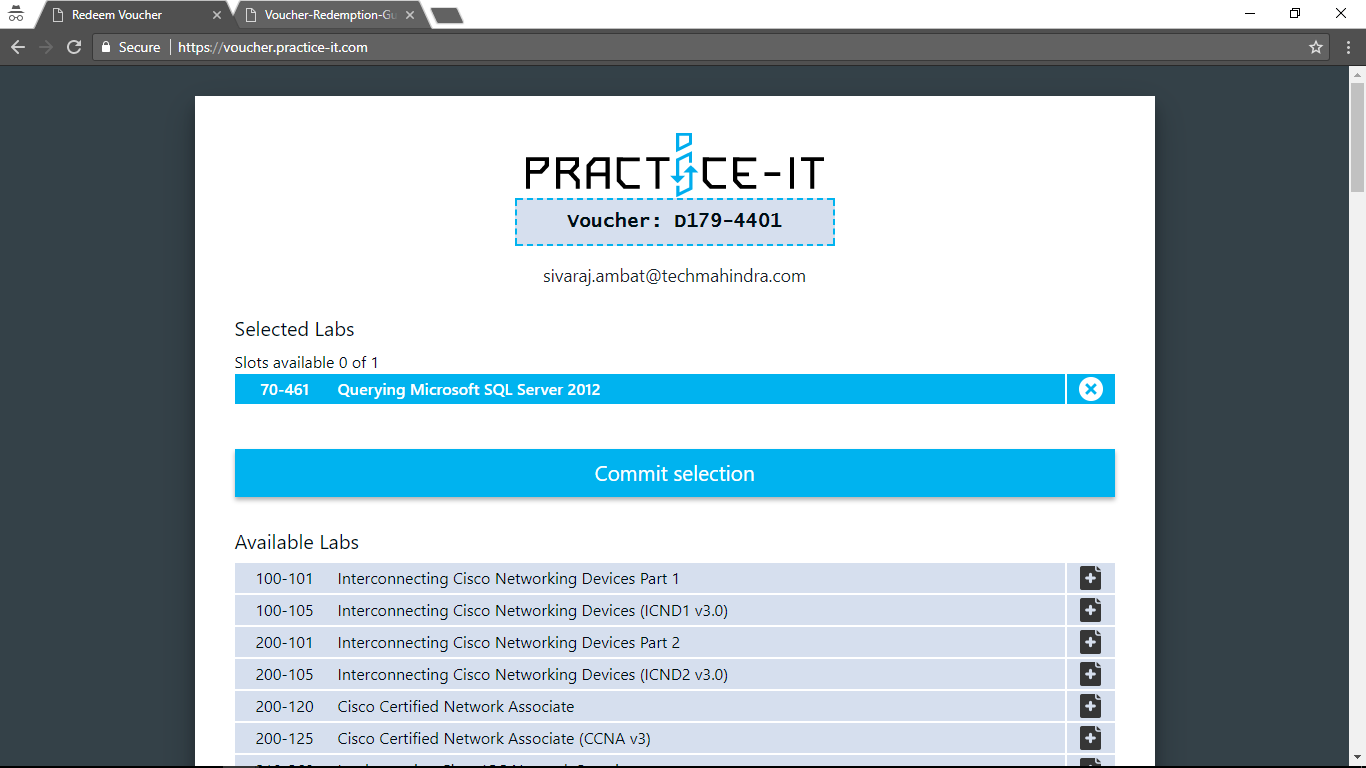 Redeem Voucher
Voucher-Redemption-Gu
Secure
https://voucher.practice-it.com
PRACTICE-IT
Voucher: D179-4401
sivaraj.ambat@techmahindra.com
Selected Labs
Slots available 0 of 1
70-461 Querying Microsoft SQL Server 2012
Commit selection
Available Labs
100-101 Interconnecting Cisco Networking Devices Part 1
100-105 Interconnecting Cisco Networking Devices (ICND1 v3.0)
200-101 Interconnecting Cisco Networking Devices Part 2
200-105 Interconnecting Cisco Networking Devices (ICND2 v3.0)
200-120 Cisco Certified Network Associate
200-125 Cisco Certified Network Associate (CCNA v3)